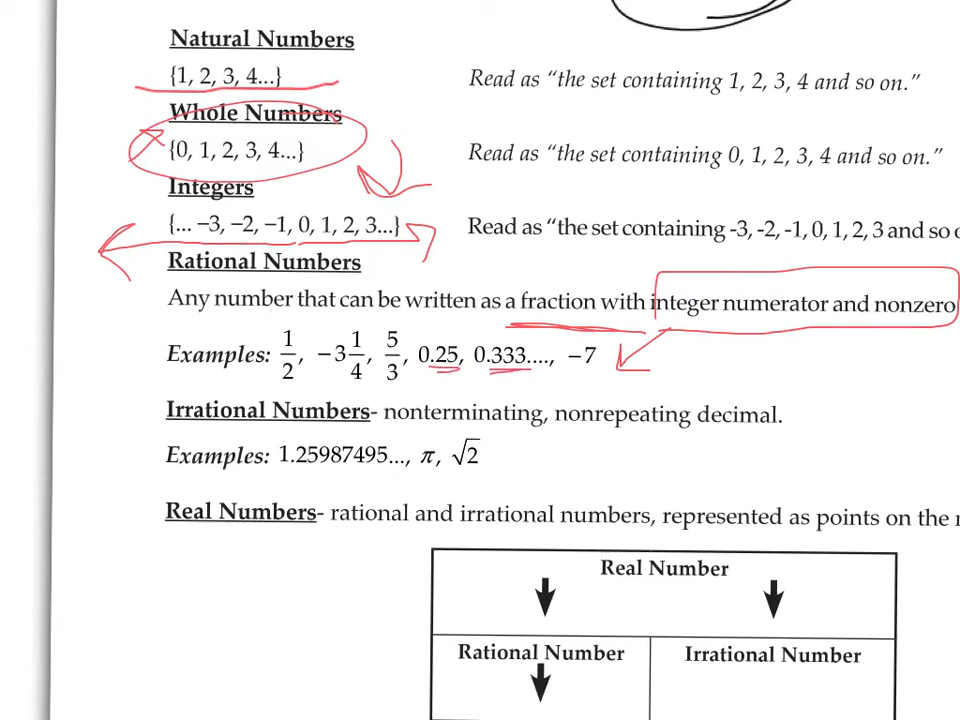 Natural Numbers
{1, 2, 3, 4...} Read as “the set containing 1, 2, 3, 4 and so on.”
Whole Numbers
{0, 1, 2, 3, 4...} Read as “the set containing 0, 1, 2, 3, 4 and so on.”
Integers
{... −3, −2, −1, 0, 1, 2, 3...} Read as “the set containing -3, -2, -1, 0, 1, 2, 3 and so o
Rational Numbers
Any number that can be written as a fraction with integer numerator and nonzero
Examples: 1/2, −3 1/4, 5/3, 0.25, 0.333...., −7
Irrational Numbers- nonterminating, nonrepeating decimal.
Examples: 1.25987495..., π, √2
Real Numbers- rational and irrational numbers, represented as points on the
Real Number
Rational Number Irrational Number